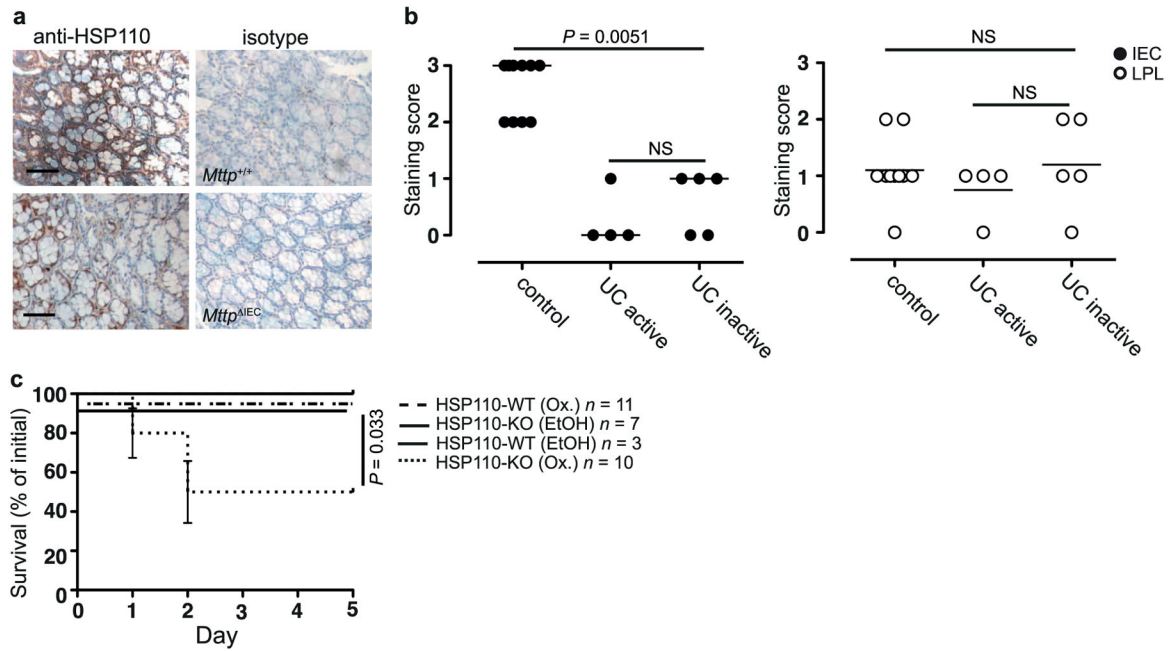 a
anti-HSP110
isotype
Mttp+/+
MttpΔIEC
b
P = 0.0051
NS
Staining score
3
2
1
0
control
UC active
UC inactive
NS
NS
Staining score
3
2
1
0
control
UC active
UC inactive
IEC
LPL
c
Survival (% of initial)
100
80
60
40
20
0
0 1 2 3 4 5
Day
P = 0.033
HSP110-WT (Ox.) n = 11
HSP110-KO (EtOH) n = 7
HSP110-WT (EtOH) n = 3
HSP110-KO (Ox.) n = 10